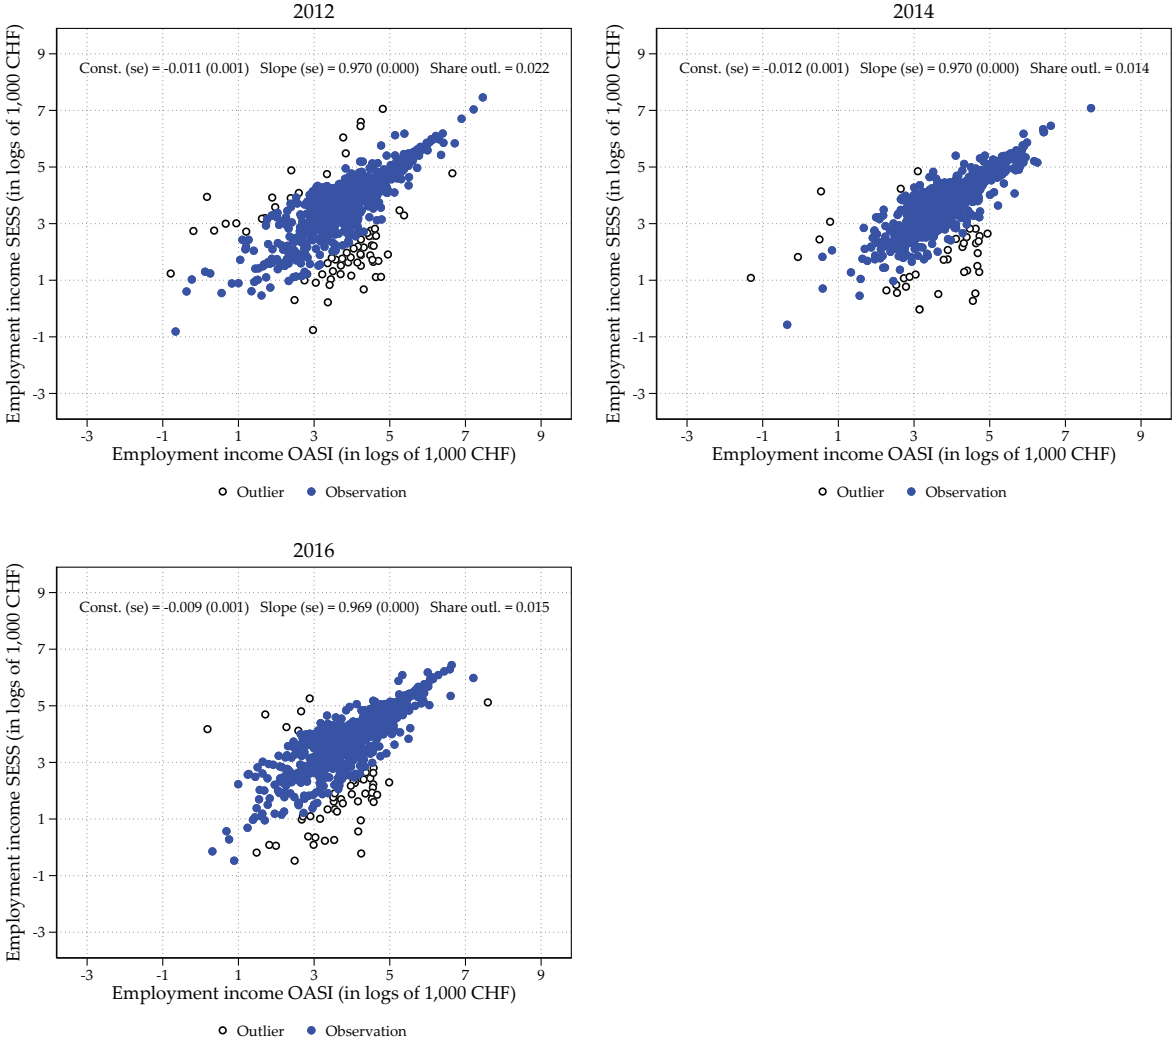 2012
Employment income SESS (in logs of 1,000 CHF)
Const. (se) = -0.011 (0.001) Slope (se) = 0.970 (0.000) Share outl. = 0.022
9
7
5
3
1
-1
-3
-3 -1 1 3 5 7 9
Employment income OASI (in logs of 1,000 CHF)
Outlier Observation
2014
Employment income SESS (in logs of 1,000 CHF)
Const. (se) = -0.012 (0.001) Slope (se) = 0.970 (0.000) Share outl. = 0.014
9
7
5
3
1
-1
-3
-3 -1 1 3 5 7 9
Employment income OASI (in logs of 1,000 CHF)
Outlier Observation
2016
Employment income SESS (in logs of 1,000 CHF)
Const. (se) = -0.009 (0.001) Slope (se) = 0.969 (0.000) Share outl. = 0.015
9
7
5
3
1
-1
-3
-3 -1 1 3 5 7 9
Employment income OASI (in logs of 1,000 CHF)
Outlier Observation